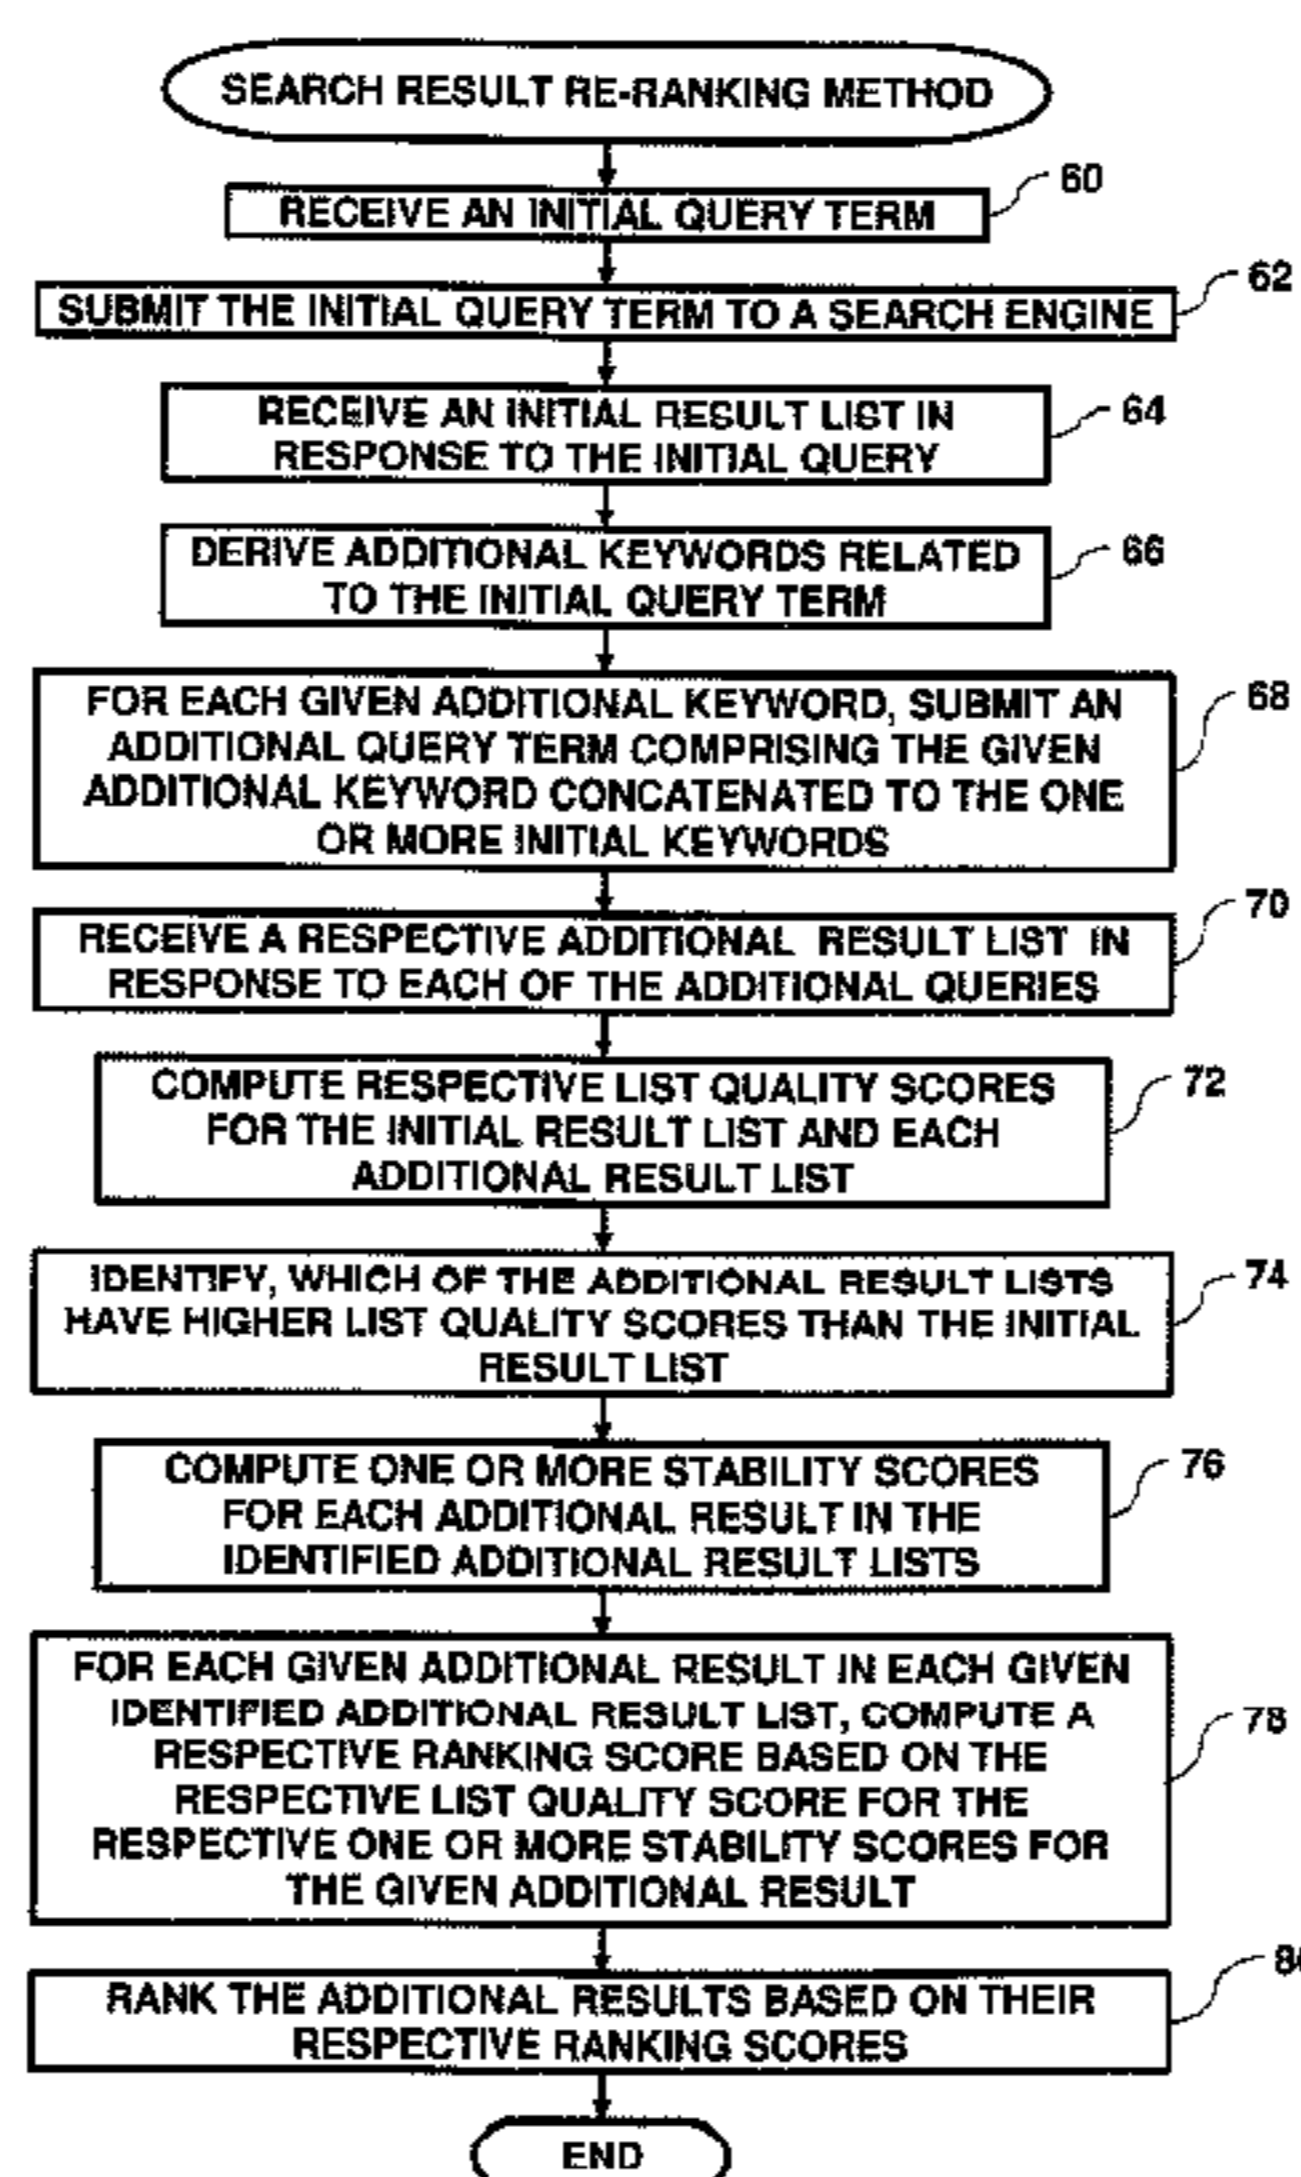 SEARCH RESULT RE-RANKING METHOD
60
RECEIVE AN INITIAL QUERY TERM
62
SUBMIT THE INITIAL QUERY TERM TO A SEARCH ENGINE
64
RECEIVE AN INITIAL RESULT LIST IN
RESPONSE TO THE INITIAL QUERY
66
DERIVE ADDITIONAL KEYWORDS RELATED
TO THE INITIAL QUERY TERM
68
FOR EACH GIVEN ADDITIONAL KEYWORD, SUBMIT AN
ADDITIONAL QUERY TERM COMPRISING THE GIVEN
ADDITIONAL KEYWORD CONCATENATED TO THE ONE
OR MORE INITIAL KEYWORDS
70
RECEIVE A RESPECTIVE ADDITIONAL RESULT LIST IN
RESPONSE TO EACH OF THE ADDITIONAL QUERIES
72
COMPUTE RESPECTIVE LIST QUALITY SCORES
FOR THE INITIAL RESULT LIST AND EACH
ADDITIONAL RESULT LIST
74
IDENTIFY, WHICH OF THE ADDITIONAL RESULT LISTS
HAVE HIGHER LIST QUALITY SCORES THAN THE INITIAL
RESULT LIST
76
COMPUTE ONE OR MORE STABILITY SCORES
FOR EACH ADDITIONAL RESULT IN THE
IDENTIFIED ADDITIONAL RESULT LISTS
78
FOR EACH GIVEN ADDITIONAL RESULT IN EACH GIVEN
IDENTIFIED ADDITIONAL RESULT LIST, COMPUTE A
RESPECTIVE RANKING SCORE BASED ON THE
RESPECTIVE LIST QUALITY SCORE FOR THE
RESPECTIVE ONE OR MORE STABILITY SCORES FOR
THE GIVEN ADDITIONAL RESULT
RANK THE ADDITIONAL RESULTS BASED ON THEIR
RESPECTIVE RANKING SCORES
END